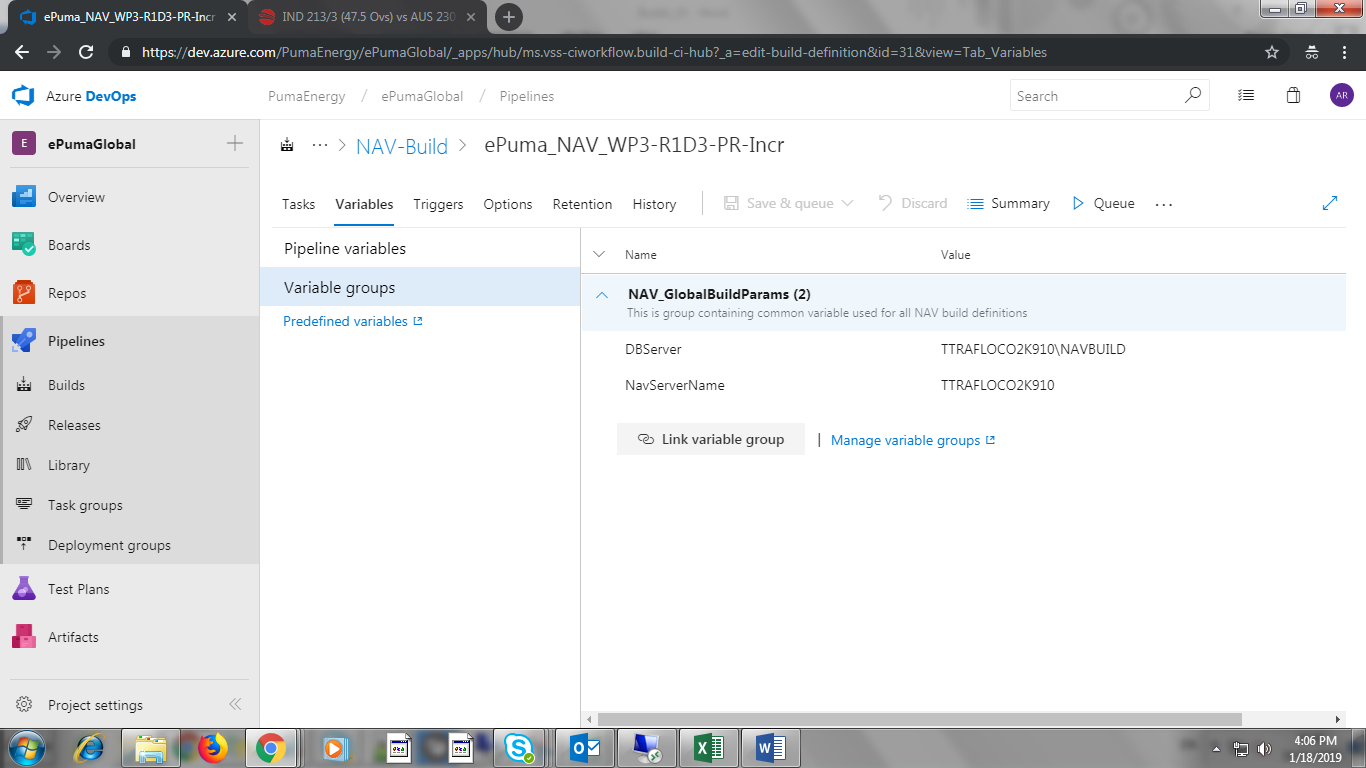 ePuma_NAV_WP3-R1D3-PR-Incr
IND 213/3 (47.5 Ovs) vs AUS 230
https://dev.azure.com/PumaEnergy/ePumaGlobal/_apps/hub/ms.vss-ciworkflow.build-ci-hub?_a=edit-build-definition&id=31&view=Tab_Variables
Azure DevOps
PumaEnergy / ePumaGlobal / Pipelines
Search
AR
E ePumaGlobal
... > NAV-Build > ePuma_NAV_WP3-R1D3-PR-Incr
Overview
Boards
Repos
Pipelines
Builds
Releases
Library
Task groups
Deployment groups
Test Plans
Artifacts
Project settings
Tasks Variables Triggers Options Retention History Save & queue Discard Summary Queue ...
Pipeline variables
Variable groups
Predefined variables
Name Value
NAV_GlobalBuildParams (2)
This is group containing common variable used for all NAV build definitions
DBServer TTRAFLOCO2K910\NAVBUILD
NavServerName TTRAFLOCO2K910
Link variable group | Manage variable groups
4:06 PM
1/18/2019